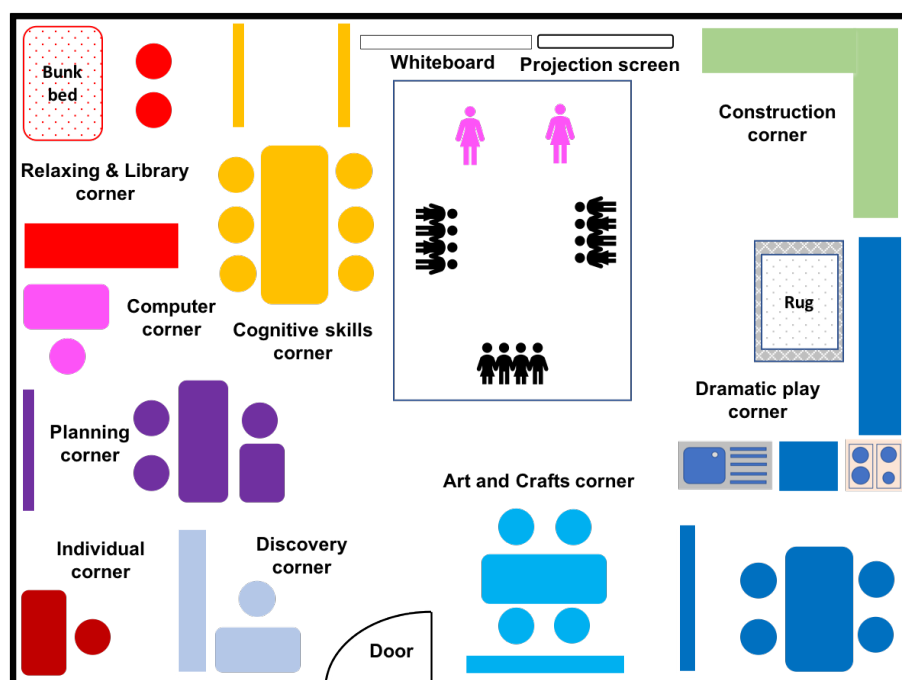 Bunk
bed
Whiteboard
Projection screen
Construction
corner
Relaxing & Library
corner
Computer
corner
Cognitive skills
corner
Rug
Dramatic play
corner
Planning
corner
Art and Crafts corner
Individual
corner
Discovery
corner
Door